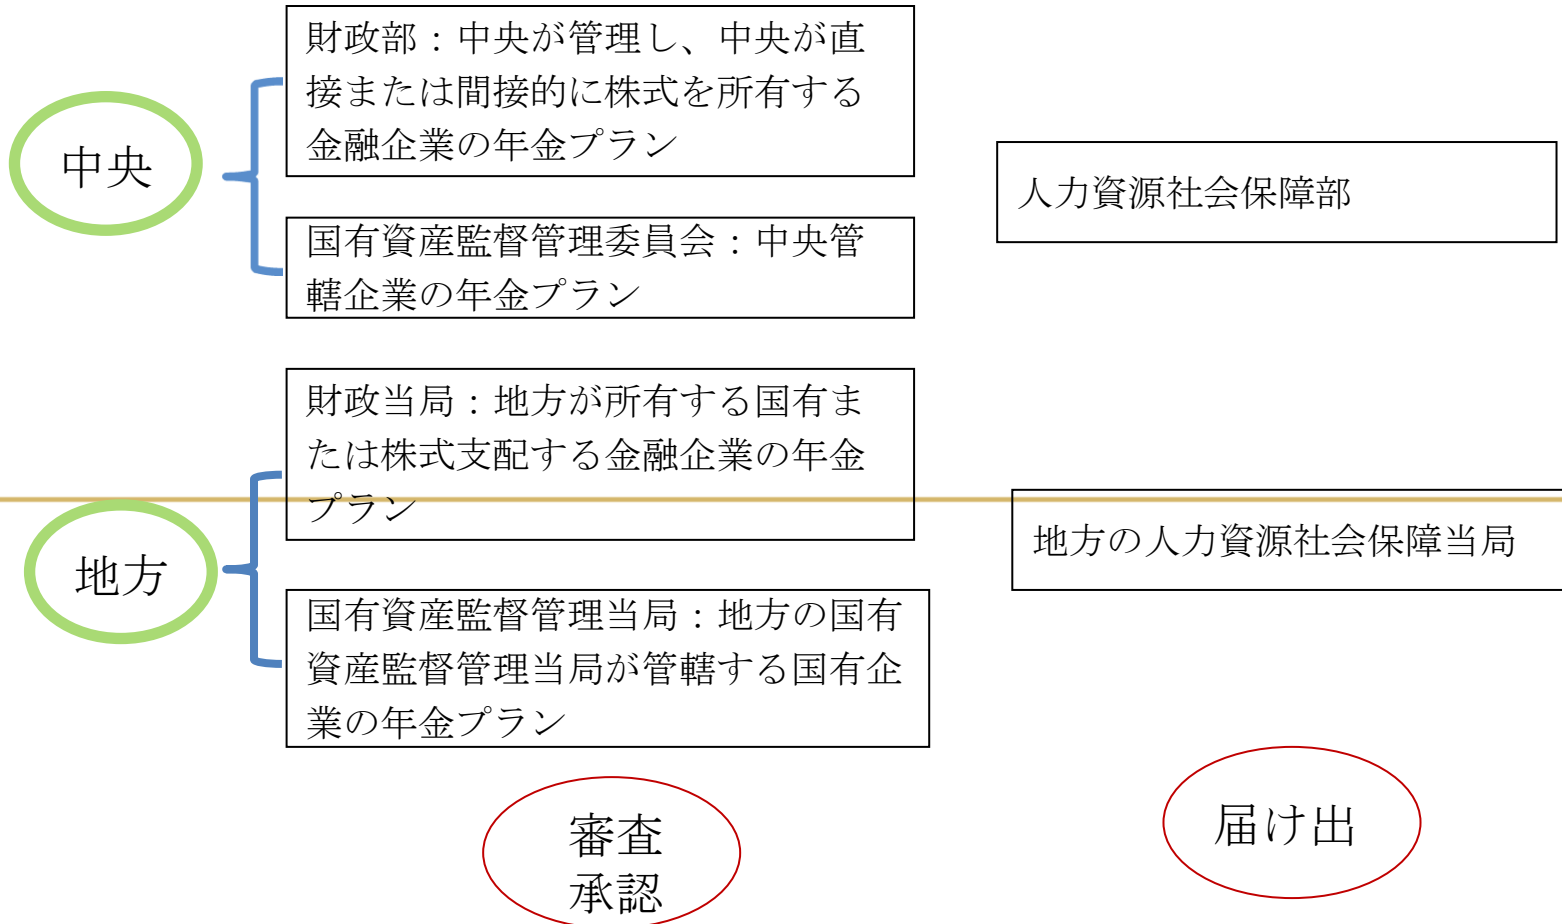 中央
財政部：中央が管理し、中央が直
接または間接的に株式を所有する
金融企業の年金プラン
国有資産監督管理委員会：中央管
轄企業の年金プラン
人力資源社会保障部
地方
財政当局：地方が所有する国有ま
たは株式支配する金融企業の年金
プラン
国有資産監督管理当局：地方の国有
資産監督管理当局が管轄する国有企
業の年金プラン
地方の人力資源社会保障当局
審査
承認
届け出